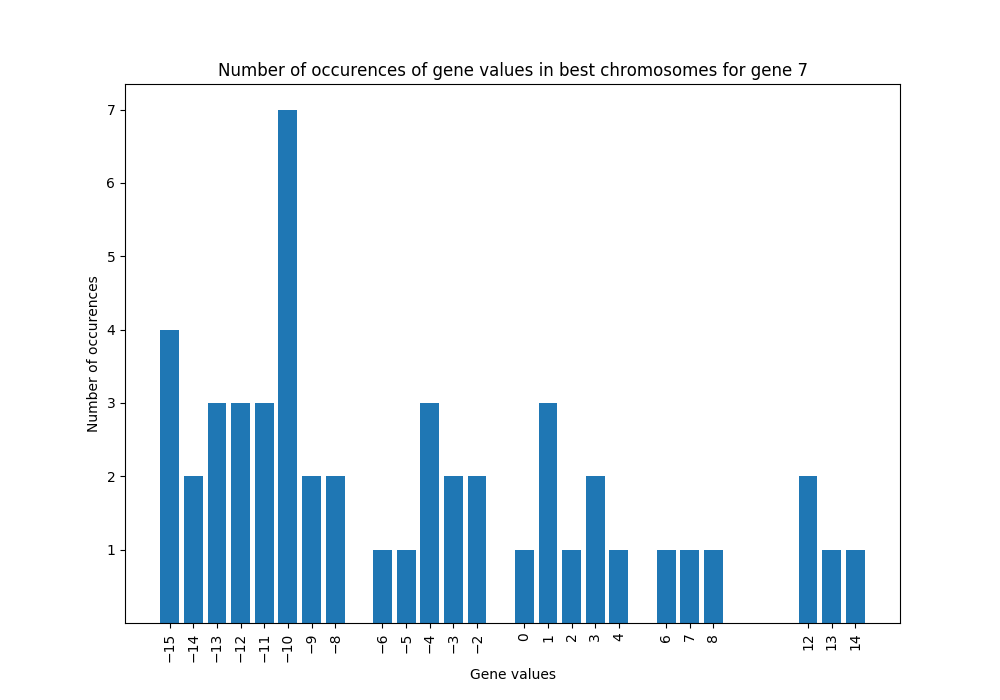 Number of occurences of gene values in best chromosomes for gene 7
Number of occurences
7
6
5
4
3
2
1
−15 −14 −13 −12 −11 −10 −9 −8 −6 −5 −4 −3 −2 0 1 2 3 4 6 7 8 12 13 14
Gene values